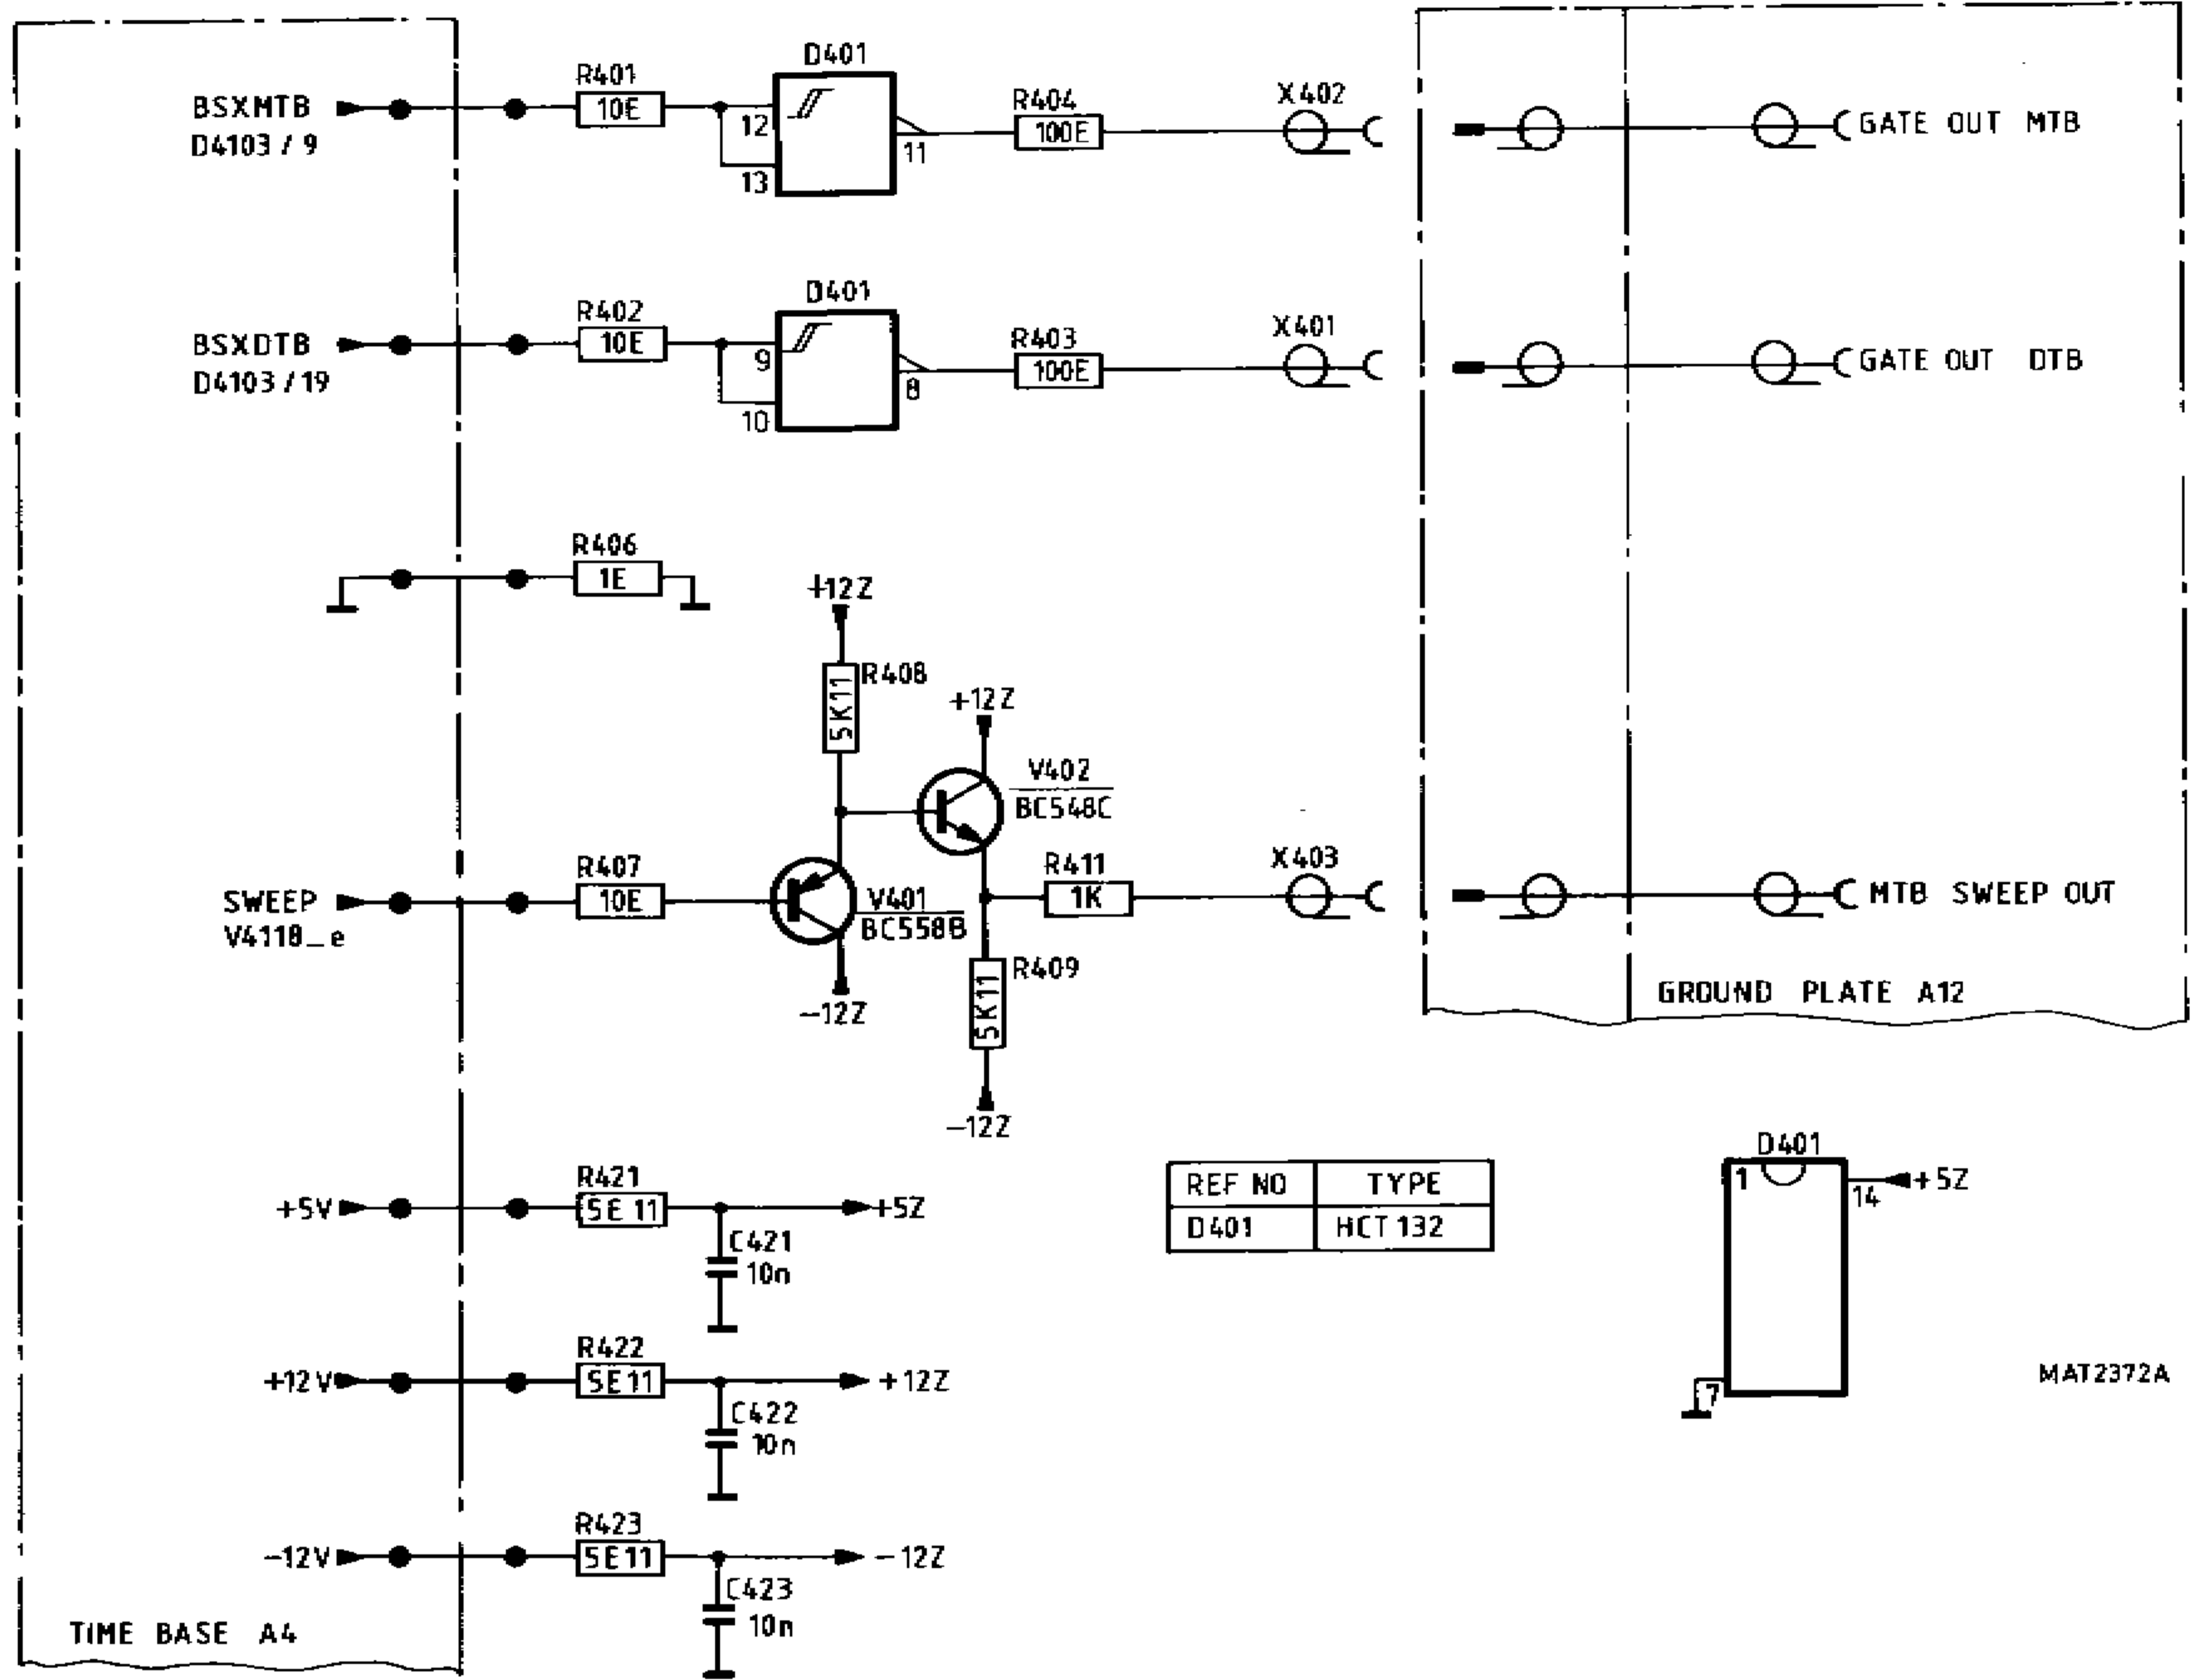 D401
R401
10E
BSXMTB
D4103 / 9
12
13
11
R404
100E
X402
GATE OUT MTB
D401
R402
10E
BSXDTB
D4103 / 19
9
10
8
R403
100E
X401
GATE OUT DTB
R406
1E
+12Z
R408
5K11
+12Z
V402
BC548C
R407
10E
SWEEP
V4118_e
V401
BC558B
-12Z
R411
1K
X403
MTB SWEEP OUT
R409
5K11
-12Z
GROUND PLATE A12
R421
+5V
5E11
+5Z
C421
10n
REF NO TYPE
D401 HCT 132
D401
1
14
+5Z
7
MAT2372A
R422
+12V
5E11
+12Z
C422
10n
R423
-12V
5E11
-12Z
C423
10n
TIME BASE A4